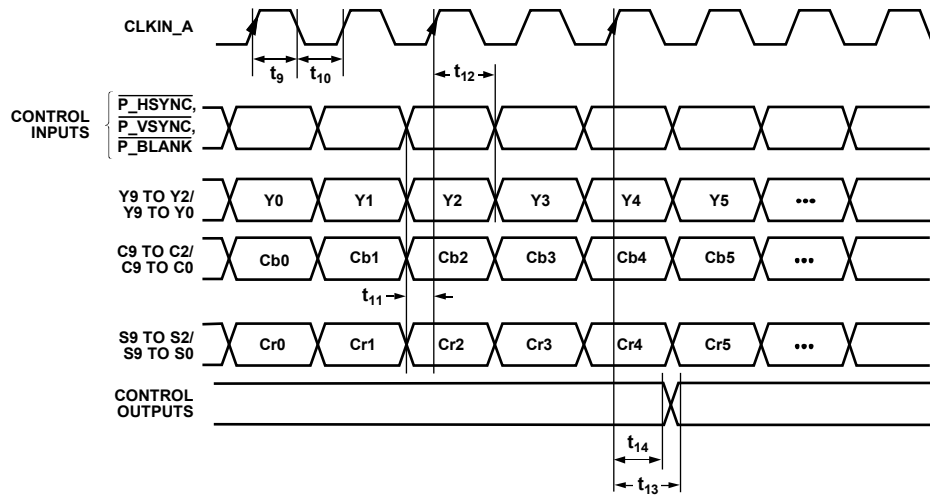 CLKIN_A
t9
t10
t12
CONTROL
INPUTS
P_HSYNC,
P_VSYNC,
P_BLANK
Y9 TO Y2/
Y9 TO Y0
Y0 Y1 Y2 Y3 Y4 Y5 •••
C9 TO C2/
C9 TO C0
Cb0 Cb1 Cb2 Cb3 Cb4 Cb5 •••
t11
S9 TO S2/
S9 TO S0
Cr0 Cr1 Cr2 Cr3 Cr4 Cr5 •••
CONTROL
OUTPUTS
t14
t13